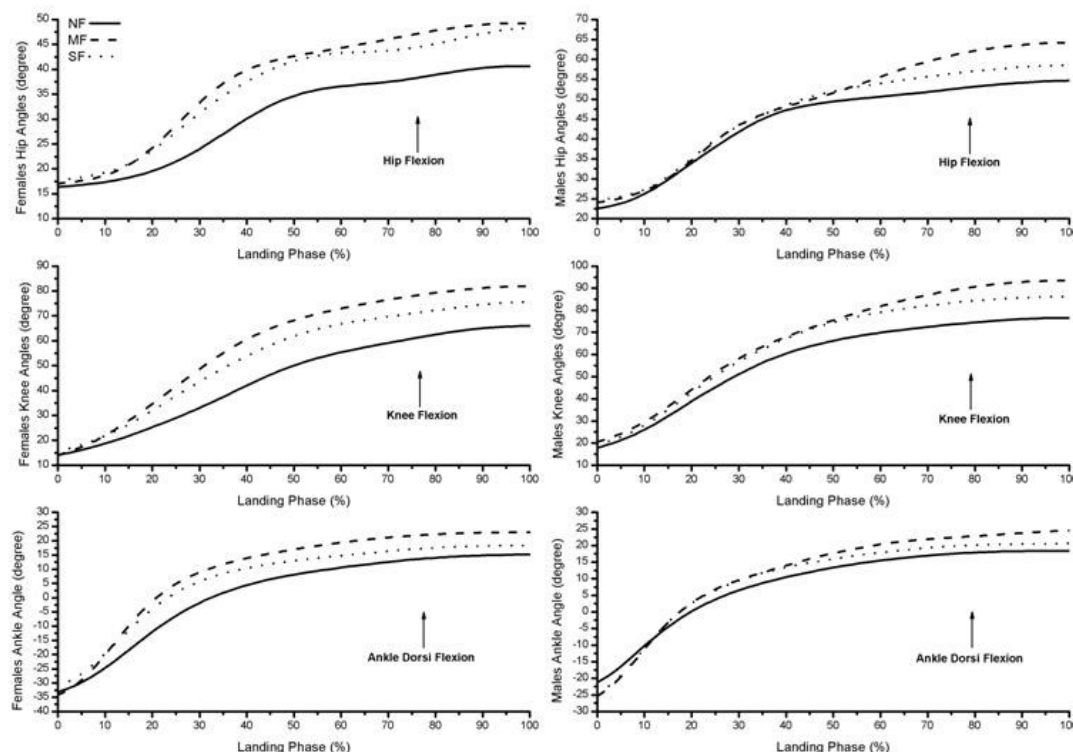 NF
MF
SF
Females Hip Angles (degree)
50
45
40
35
30
25
20
15
10
Hip Flexion
0 10 20 30 40 50 60 70 80 90 100
Landing Phase (%)
Males Hip Angles (degree)
70
65
60
55
50
45
40
35
30
25
20
Hip Flexion
0 10 20 30 40 50 60 70 80 90 100
Landing Phase (%)
Females Knee Angles (degree)
90
80
70
60
50
40
30
20
10
Knee Flexion
0 10 20 30 40 50 60 70 80 90 100
Landing Phase (%)
Males Knee Angles (degree)
100
90
80
70
60
50
40
30
20
10
Knee Flexion
0 10 20 30 40 50 60 70 80 90 100
Landing Phase (%)
Females Ankle Angle (degree)
30
25
20
15
10
5
0
-5
-10
-15
-20
-25
-30
-35
-40
Ankle Dorsi Flexion
0 10 20 30 40 50 60 70 80 90 100
Landing Phase (%)
Males Ankle Angle (degree)
30
25
20
15
10
5
0
-5
-10
-15
-20
-25
-30
Ankle Dorsi Flexion
0 10 20 30 40 50 60 70 80 90 100
Landing Phase (%)